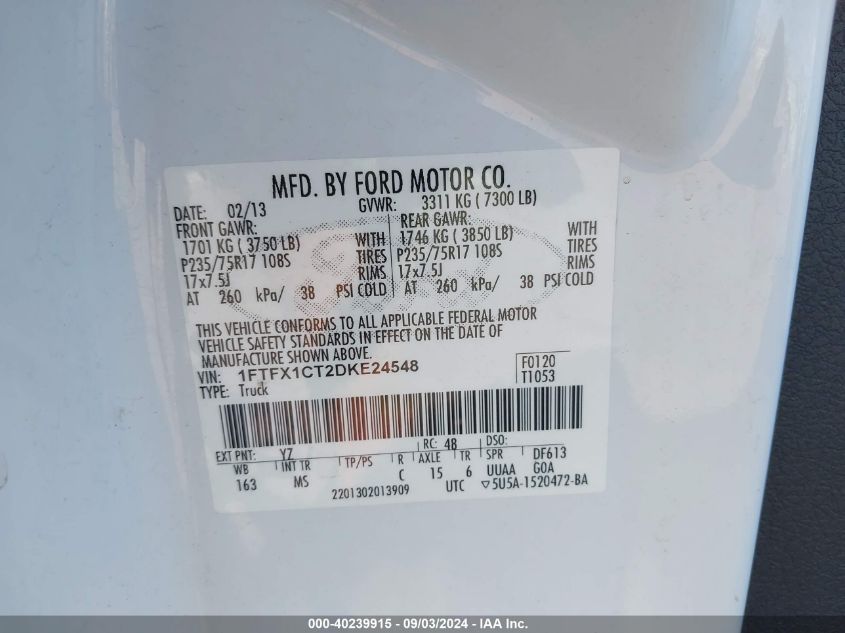 MFD. BY FORD MOTOR CO.
DATE: 02/13 GVWR: 3311 KG ( 7300 LB)
FRONT GAWR: REAR GAWR:
1701 KG ( 3750 LB) WITH 1746 KG ( 3850 LB) WITH
P235/75R17 108S TIRES P235/75R17 108S TIRES
17x7.5J RIMS 17x7.5J RIMS
AT 260 kPa/ 38 PSI COLD AT 260 kPa/ 38 PSI COLD
THIS VEHICLE CONFORMS TO ALL APPLICABLE FEDERAL MOTOR
VEHICLE SAFETY STANDARDS IN EFFECT ON THE DATE OF
MANUFACTURE SHOWN ABOVE.
VIN: 1FTFX1CT2DKE24548 F0120
TYPE: Truck T1053
EXT PNT: YZ RC: 48 DSO:
WB INT TR TP/PS R AXLE TR SPR DF613
163 MS C 15 6 UUAA G0A
2201302013909 UTC ▽5U5A-1520472-BA
000-40239915 - 09/03/2024 - IAA Inc.